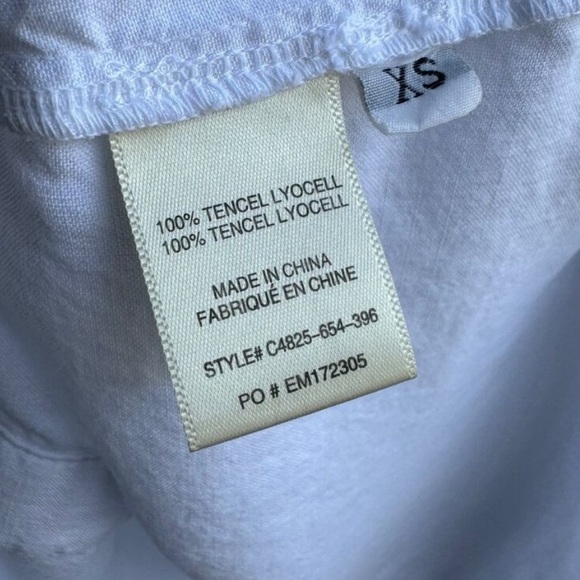 XS
100% TENCEL LYOCELL
100% TENCEL LYOCELL
MADE IN CHINA
FABRIQUÉ EN CHINE
STYLE# C4825-654-396
PO # EM172305